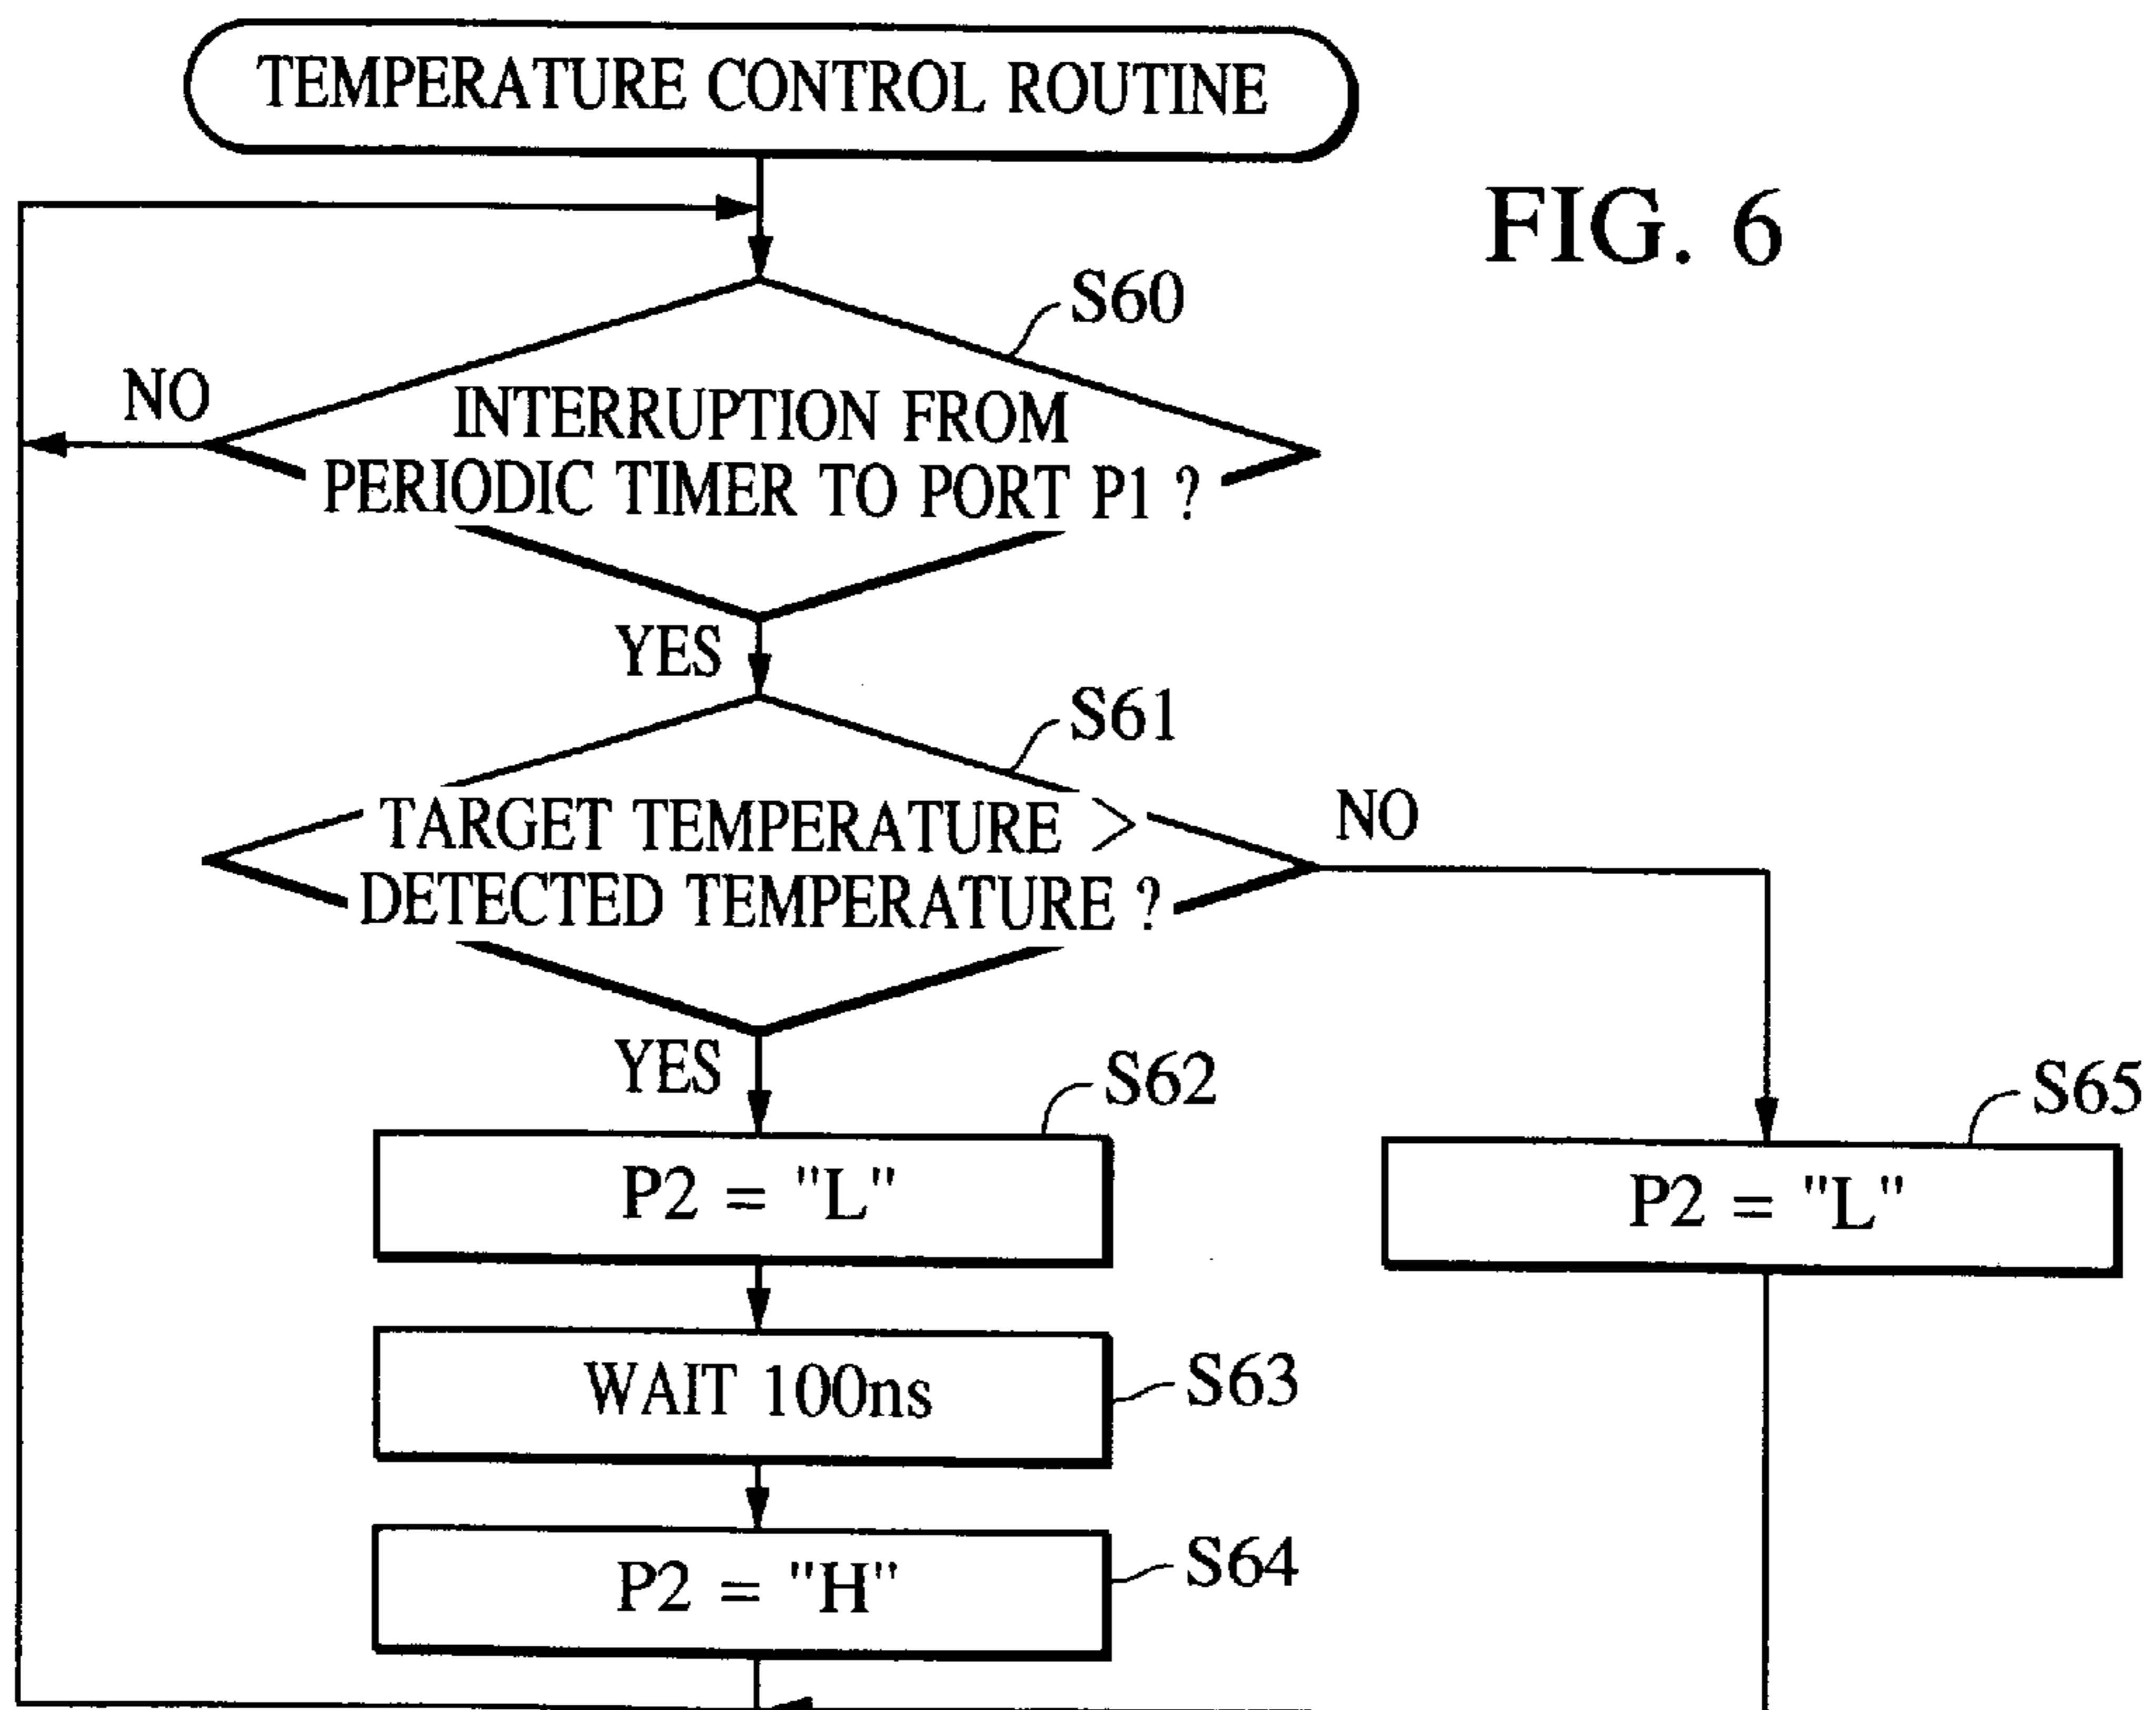 TEMPERATURE CONTROL ROUTINE
FIG. 6
S60
NO
INTERRUPTION FROM
PERIODIC TIMER TO PORT P1 ?
YES
S61
TARGET TEMPERATURE >
DETECTED TEMPERATURE ?
NO
YES
S62
P2 = "L"
S65
P2 = "L"
WAIT 100ns
S63
P2 = "H"
S64